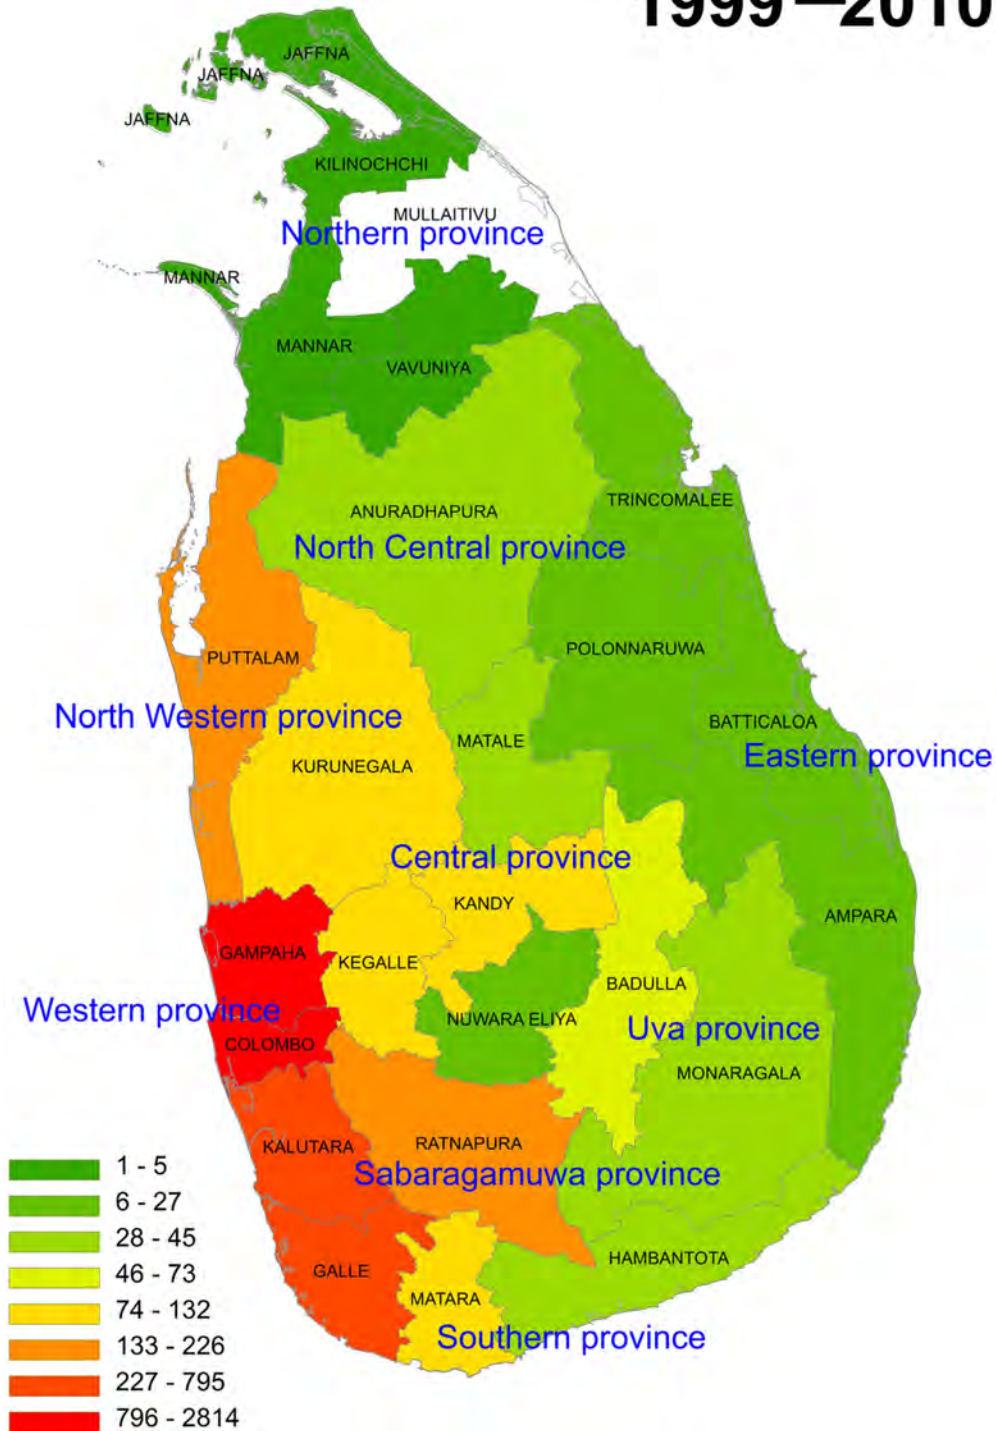 1999–2010
JAFFNA
JAFFNA
JAFFNA
KILINOCHCHI
MULLAITIVU
Northern province
MANNAR
MANNAR
VAVUNIYA
TRINCOMALEE
ANURADHAPURA
North Central province
POLONNARUWA
PUTTALAM
North Western province
BATTICALOA
MATALE
Eastern province
KURUNEGALA
Central province
KANDY
AMPARA
GAMPAHA
KEGALLE
BADULLA
Western province
NUWARA ELIYA
Uva province
COLOMBO
MONARAGALA
KALUTARA
RATNAPURA
Sabaragamuwa province
HAMBANTOTA
GALLE
MATARA
Southern province
1 - 5
6 - 27
28 - 45
46 - 73
74 - 132
133 - 226
227 - 795
796 - 2814